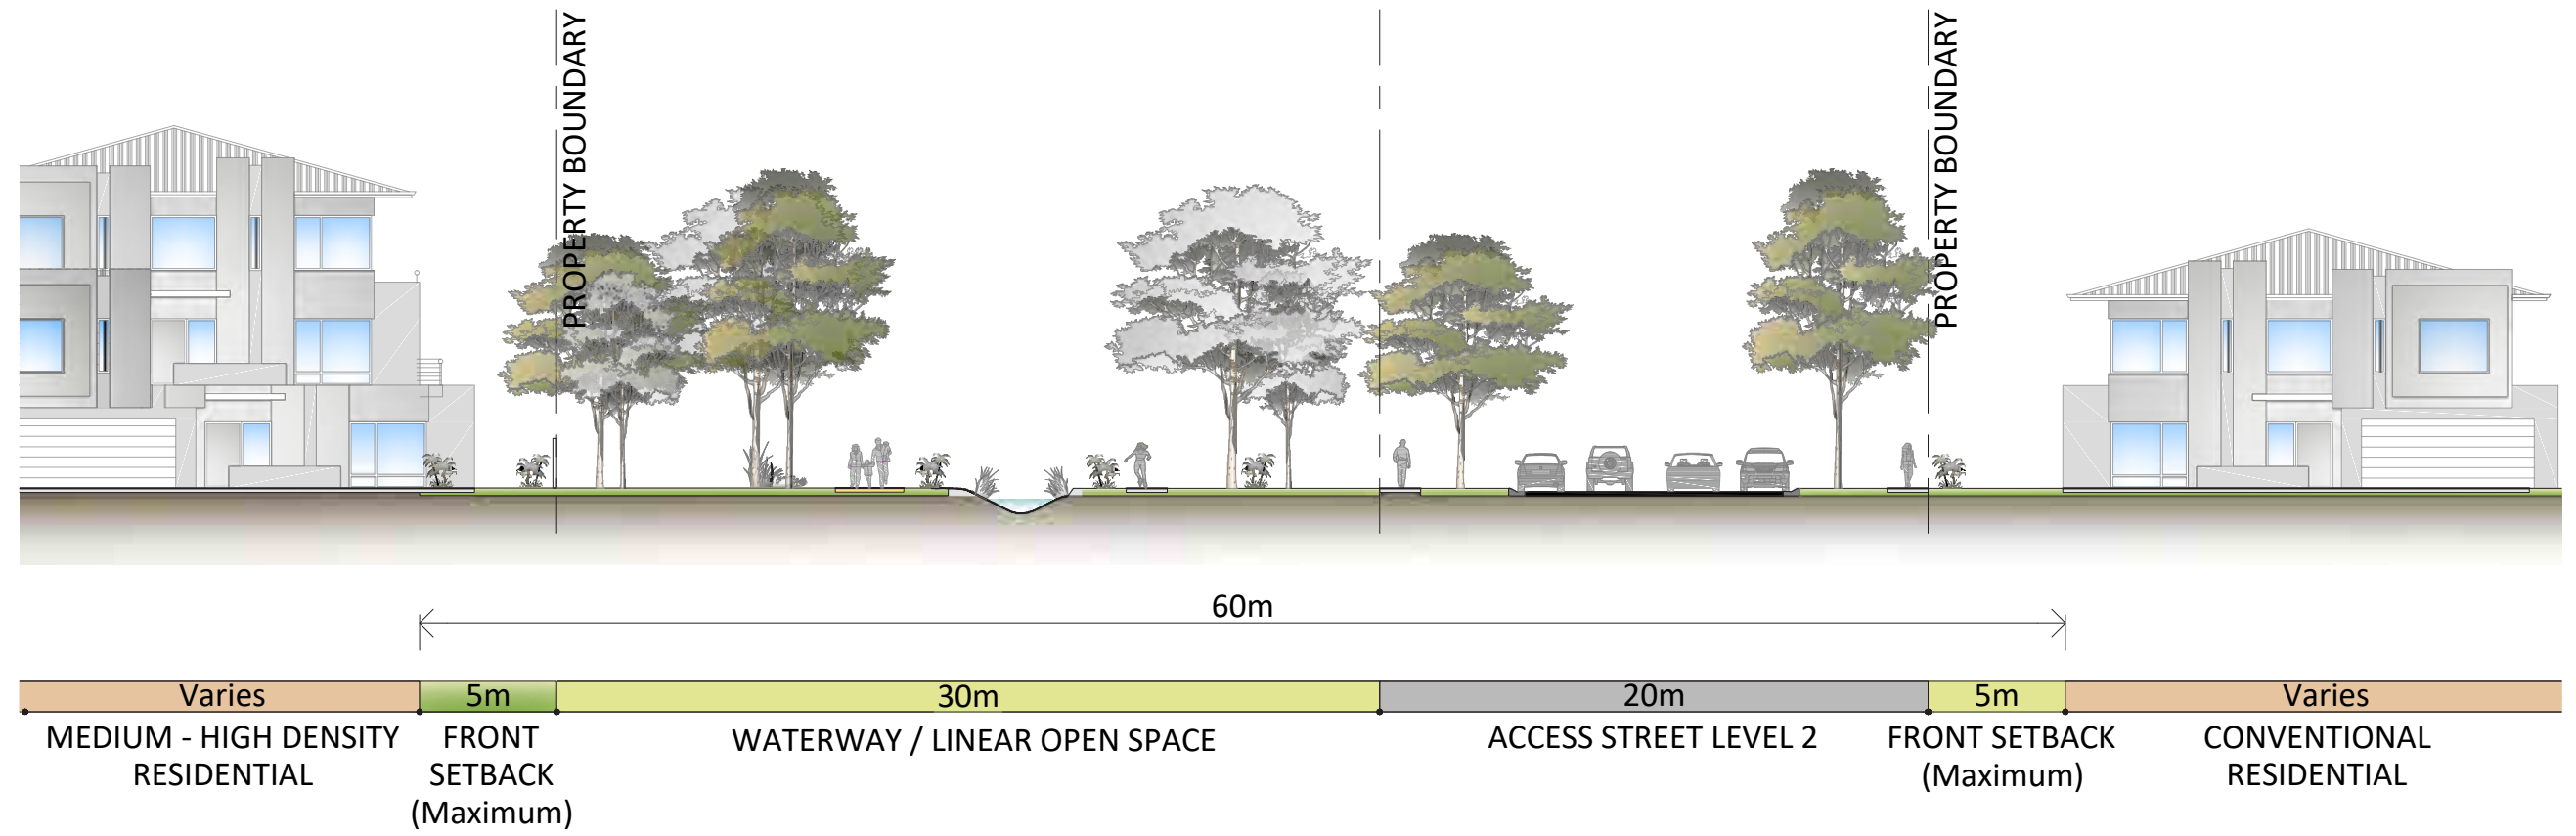 PROPERTY BOUNDARY
PROPERTY BOUNDARY
60m
Varies
5m
30m
20m
5m
Varies
MEDIUM - HIGH DENSITY
RESIDENTIAL
FRONT
SETBACK
(Maximum)
WATERWAY / LINEAR OPEN SPACE
ACCESS STREET LEVEL 2
FRONT SETBACK
(Maximum)
CONVENTIONAL
RESIDENTIAL